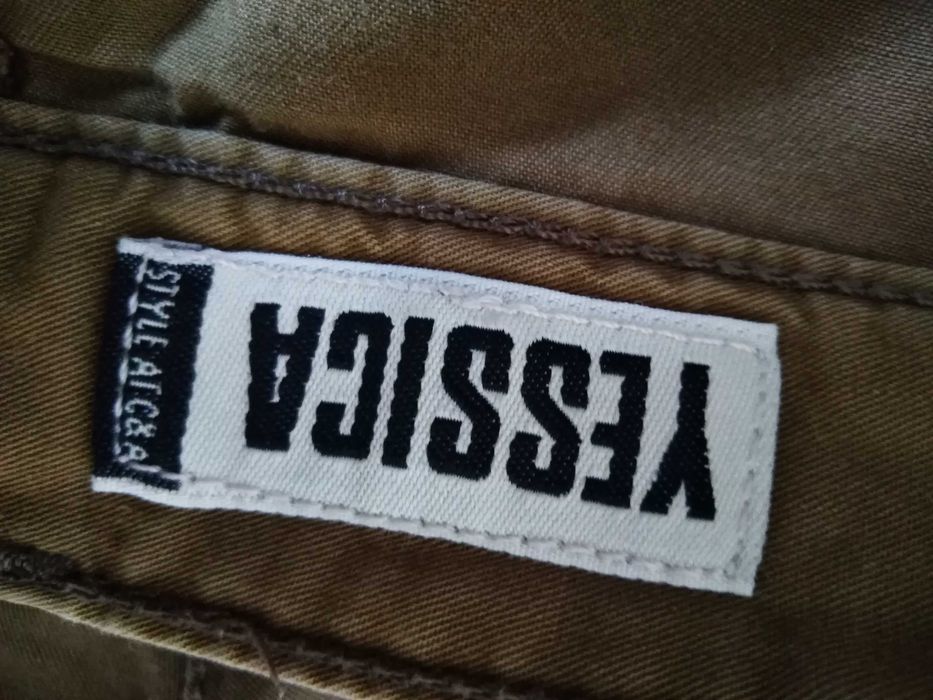 YESSICA
STYLE AT C&A